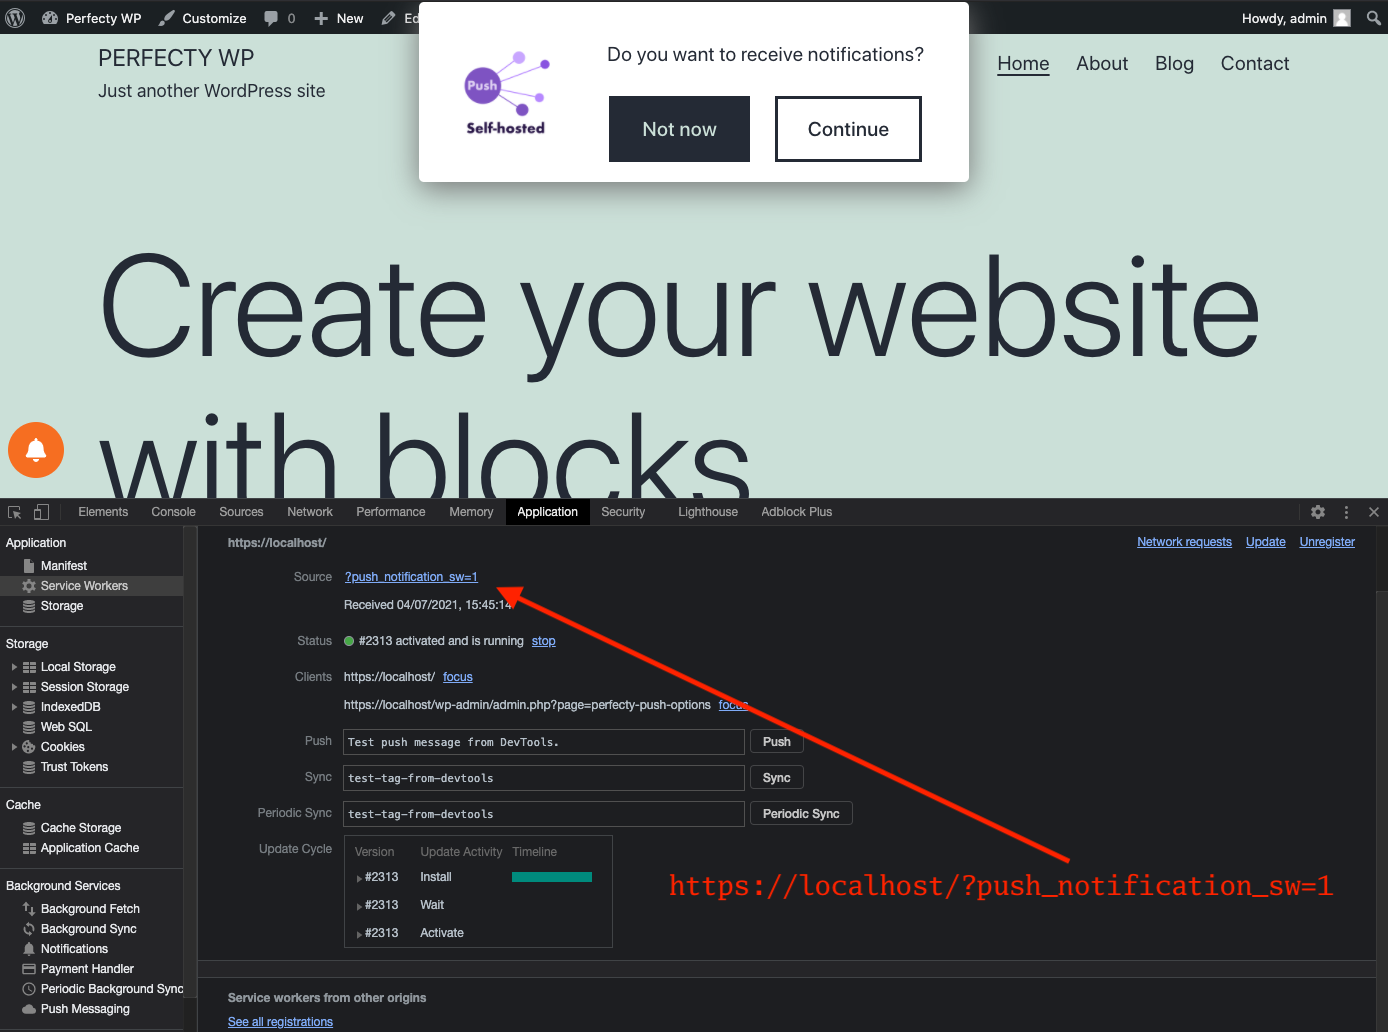 Perfecty WP Customize 0 New Ed Howdy, admin
PERFECTY WP
Just another WordPress site
Push
Self-hosted
Do you want to receive notifications?
Not now Continue
Home About Blog Contact
Create your website
with blocks
Elements Console Sources Network Performance Memory Application Security Lighthouse Adblock Plus
Application
Manifest
Service Workers
Storage
Storage
Local Storage
Session Storage
IndexedDB
Web SQL
Cookies
Trust Tokens
Cache
Cache Storage
Application Cache
Background Services
Background Fetch
Background Sync
Notifications
Payment Handler
Periodic Background Sync
Push Messaging
https://localhost/ Network requests Update Unregister
Source ?push_notification_sw=1
Received 04/07/2021, 15:45:14
Status #2313 activated and is running stop
Clients https://localhost/ focus
https://localhost/wp-admin/admin.php?page=perfecty-push-options focus
Push Test push message from DevTools. Push
Sync test-tag-from-devtools Sync
Periodic Sync test-tag-from-devtools Periodic Sync
Update Cycle Version Update Activity Timeline
#2313 Install
#2313 Wait
#2313 Activate
https://localhost/?push_notification_sw=1
Service workers from other origins
See all registrations